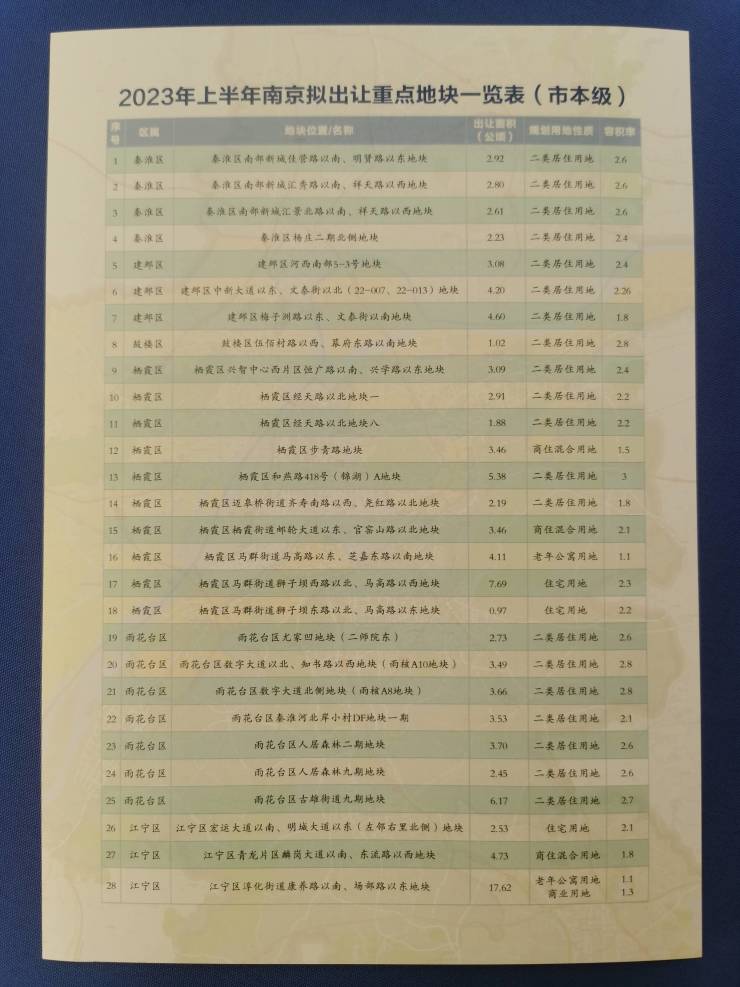 2023年上半年南京拟出让重点地块一览表（市本级）
序号 区属 地块位置/名称 出让面积（公顷） 规划用地性质 容积率
1 秦淮区 秦淮区南部新城佳营路以南、明贤路以东地块 2.92 二类居住用地 2.6
2 秦淮区 秦淮区南部新城汇秀路以南、祥天路以西地块 2.80 二类居住用地 2.6
3 秦淮区 秦淮区南部新城汇景北路以南、祥天路以西地块 2.61 二类居住用地 2.6
4 秦淮区 秦淮区杨庄二期北侧地块 2.23 二类居住用地 2.4
5 建邺区 建邺区河西南部5-3号地块 3.08 二类居住用地 2.4
6 建邺区 建邺区中新大道以东、文泰街以北（22-007、22-013）地块 4.20 二类居住用地 2.26
7 建邺区 建邺区梅子洲路以东、文泰街以南地块 4.60 二类居住用地 1.8
8 鼓楼区 鼓楼区伍佰村路以西、幕府东路以南地块 1.02 二类居住用地 2.8
9 栖霞区 栖霞区兴智中心西片区恒广路以南、兴学路以东地块 3.09 二类居住用地 2.4
10 栖霞区 栖霞区经天路以北地块一 2.91 二类居住用地 2.2
11 栖霞区 栖霞区经天路以北地块八 1.88 二类居住用地 2.2
12 栖霞区 栖霞区步青路地块 3.46 商住混合用地 1.5
13 栖霞区 栖霞区和燕路418号（锦湖）A地块 5.38 二类居住用地 3
14 栖霞区 栖霞区迈皋桥街道齐寿南路以西、尧红路以北地块 2.19 二类居住用地 1.8
15 栖霞区 栖霞区栖霞街道邮轮大道以东、官窑山路以北地块 3.46 商住混合用地 2.1
16 栖霞区 栖霞区马群街道马高路以东、芝嘉东路以南地块 4.11 老年公寓用地 1.1
17 栖霞区 栖霞区马群街道狮子坝西路以北、马高路以西地块 7.69 住宅用地 2.3
18 栖霞区 栖霞区马群街道狮子坝东路以北、马高路以东地块 0.97 住宅用地 2.2
19 雨花台区 雨花台区尤家凹地块（二师院东） 2.73 二类居住用地 2.6
20 雨花台区 雨花台区数字大道以北、知书路以西地块（雨核A10地块） 3.49 二类居住用地 2.8
21 雨花台区 雨花台区数字大道北侧地块（雨核A8地块） 3.66 二类居住用地 2.8
22 雨花台区 雨花台区秦淮河北岸小村DF地块一期 3.53 二类居住用地 2.1
23 雨花台区 雨花台区人居森林二期地块 3.70 二类居住用地 2.6
24 雨花台区 雨花台区人居森林九期地块 2.45 二类居住用地 2.6
25 雨花台区 雨花台区古雄街道九期地块 6.17 二类居住用地 2.7
26 江宁区 江宁区宏运大道以南、明城大道以东（左邻右里北侧）地块 2.53 住宅用地 2.1
27 江宁区 江宁区青龙片区麟岗大道以南、东流路以西地块 4.73 商住混合用地 1.8
28 江宁区 江宁区淳化街道康养路以南、场部路以东地块 17.62 老年公寓用地 1.1
商业用地 1.3